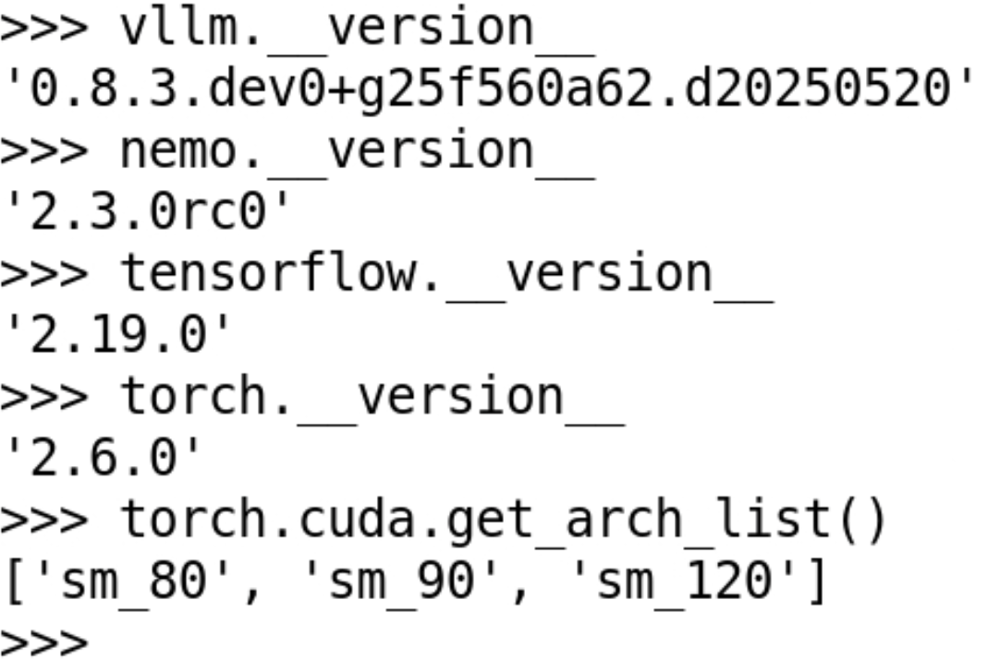 >>> vllm.__version__
'0.8.3.dev0+g25f560a62.d20250520'
>>> nemo.__version__
'2.3.0rc0'
>>> tensorflow.__version__
'2.19.0'
>>> torch.__version__
'2.6.0'
>>> torch.cuda.get_arch_list()
['sm_80', 'sm_90', 'sm_120']
>>>